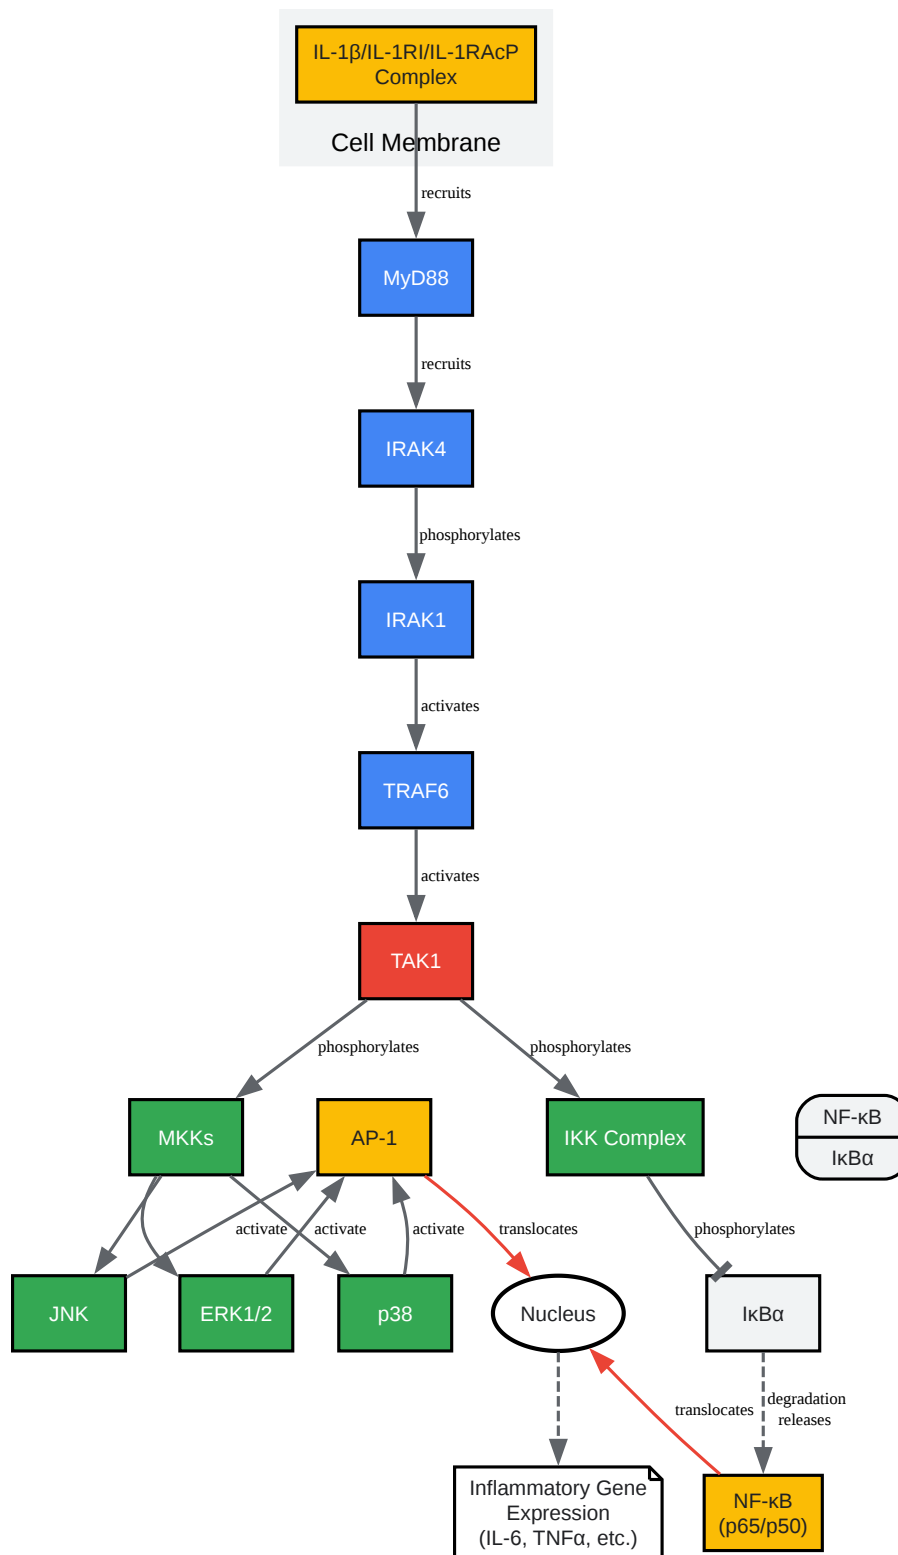 IL-1β/IL-1RI/IL-1RAcP
Complex
Cell Membrane
recruits
MyD88
recruits
IRAK4
phosphorylates
IRAK1
activates
TRAF6
activates
TAK1
phosphorylates
phosphorylates
MKKs
AP-1
IKK Complex
NF-κB
IκBα
activate
activate
activate
translocates
phosphorylates
JNK
ERK1/2
p38
Nucleus
IκBα
translocates
degradation
releases
Inflammatory Gene
Expression
(IL-6, TNFα, etc.)
NF-κB
(p65/p50)